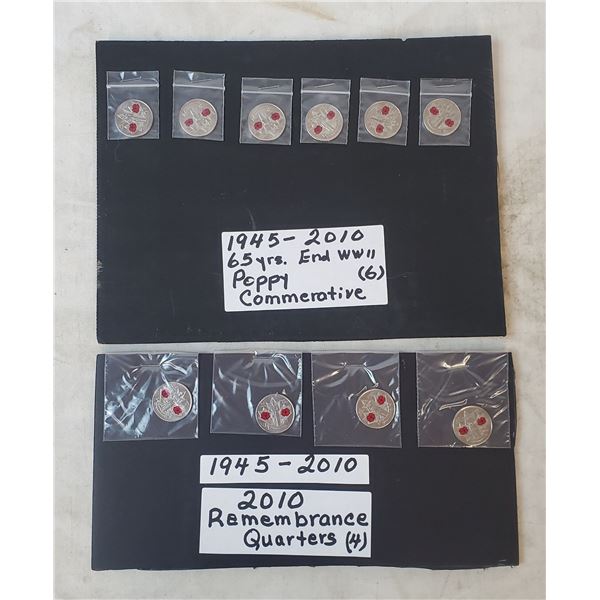 1945 - 2010
65 yrs. End WWII
Poppy (6)
Commerative
1945 - 2010
2010
Remembrance
Quarters (4)